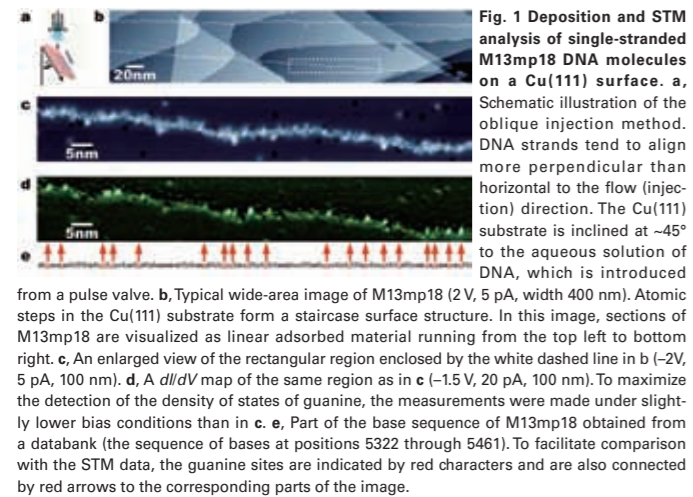 a
b
20nm
c
5nm
d
5nm
e
Fig. 1 Deposition and STM
analysis of single-stranded
M13mp18 DNA molecules
on a Cu(111) surface. a,
Schematic illustration of the
oblique injection method.
DNA strands tend to align
more perpendicular than
horizontal to the flow (injec-
tion) direction. The Cu(111)
substrate is inclined at ~45°
to the aqueous solution of
DNA, which is introduced
from a pulse valve. b, Typical wide-area image of M13mp18 (2 V, 5 pA, width 400 nm). Atomic
steps in the Cu(111) substrate form a staircase surface structure. In this image, sections of
M13mp18 are visualized as linear adsorbed material running from the top left to bottom
right. c, An enlarged view of the rectangular region enclosed by the white dashed line in b (–2V,
5 pA, 100 nm). d, A dI/dV map of the same region as in c (–1.5 V, 20 pA, 100 nm). To maximize
the detection of the density of states of guanine, the measurements were made under slight-
ly lower bias conditions than in c. e, Part of the base sequence of M13mp18 obtained from
a databank (the sequence of bases at positions 5322 through 5461). To facilitate comparison
with the STM data, the guanine sites are indicated by red characters and are also connected
by red arrows to the corresponding parts of the image.